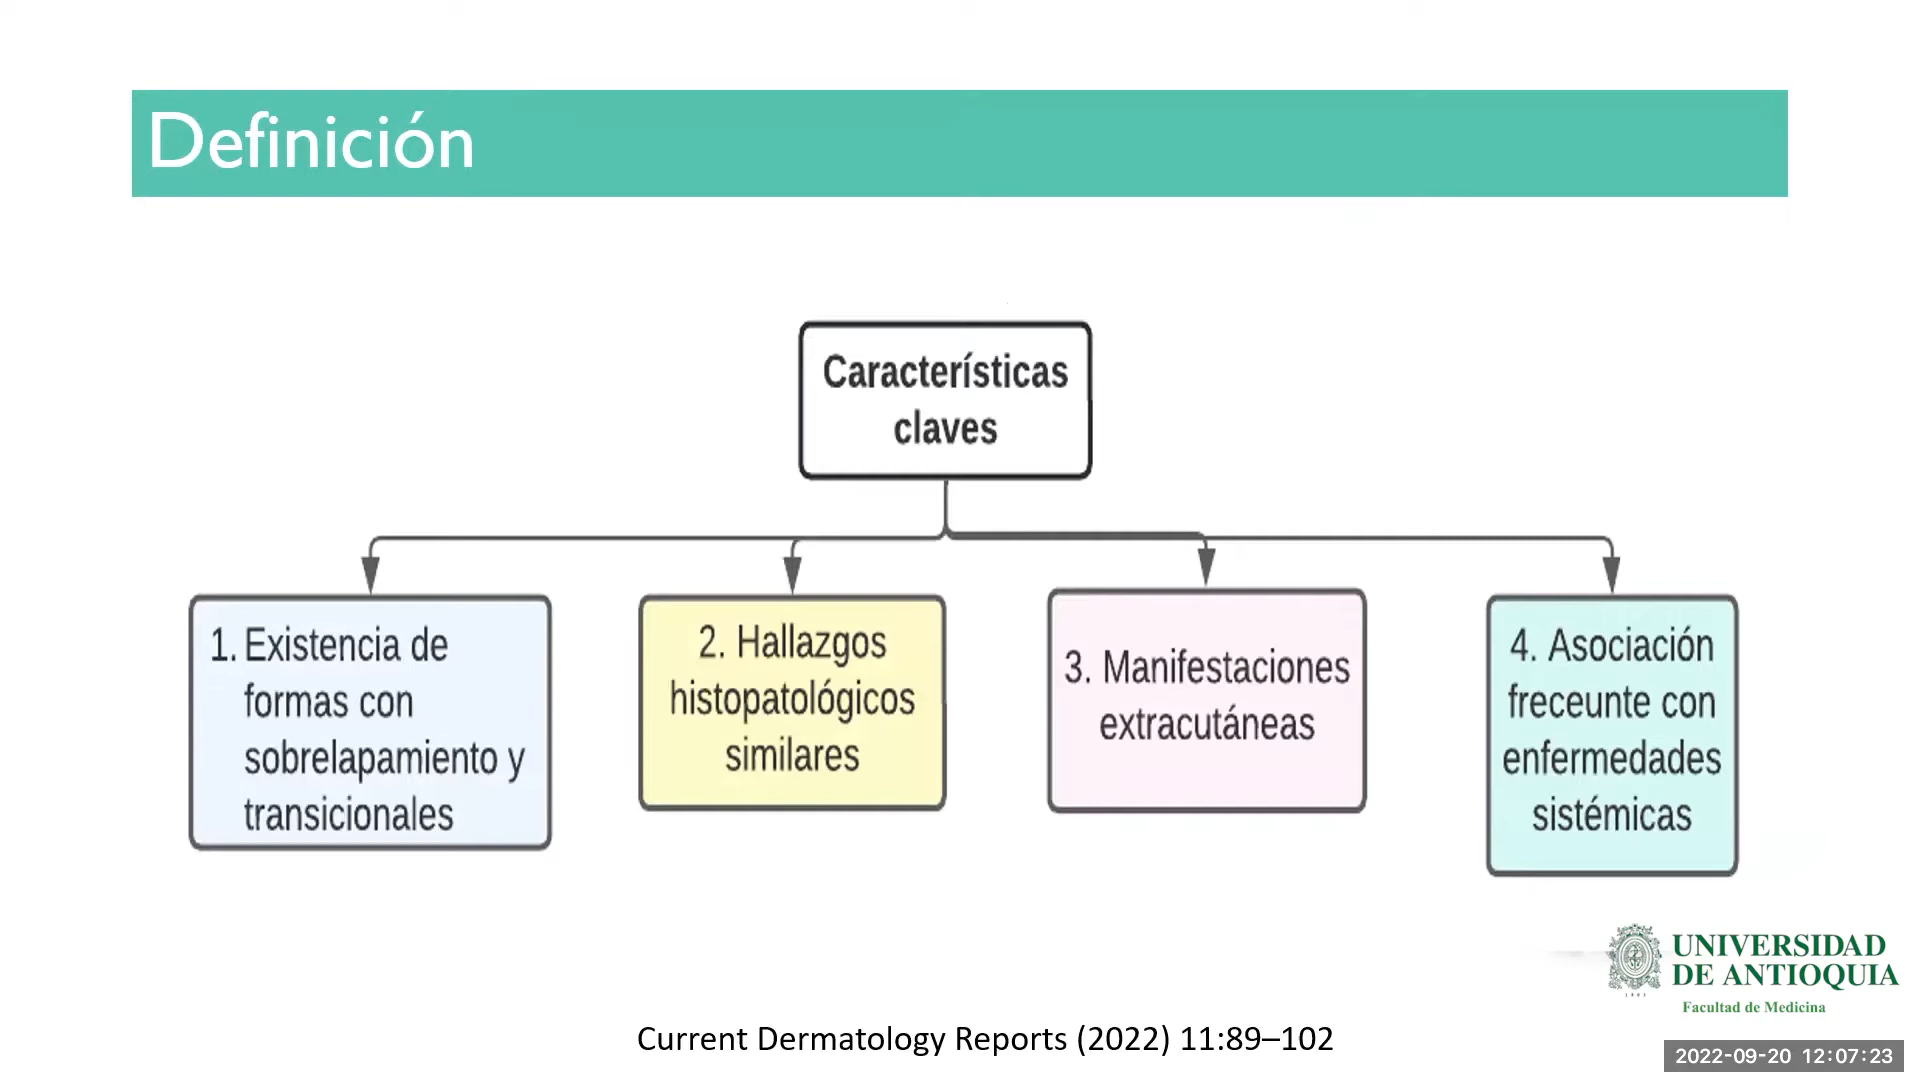 Definición
Características
claves
1. Existencia de
formas con
sobrelapamiento y
transicionales
2. Hallazgos
histopatológicos
similares
3. Manifestaciones
extracutáneas
4. Asociación
freceunte con
enfermedades
sistémicas
UNIVERSIDAD
DE ANTIOQUIA
1803
Facultad de Medicina
Current Dermatology Reports (2022) 11:89–102
2022-09-20 12:07:23